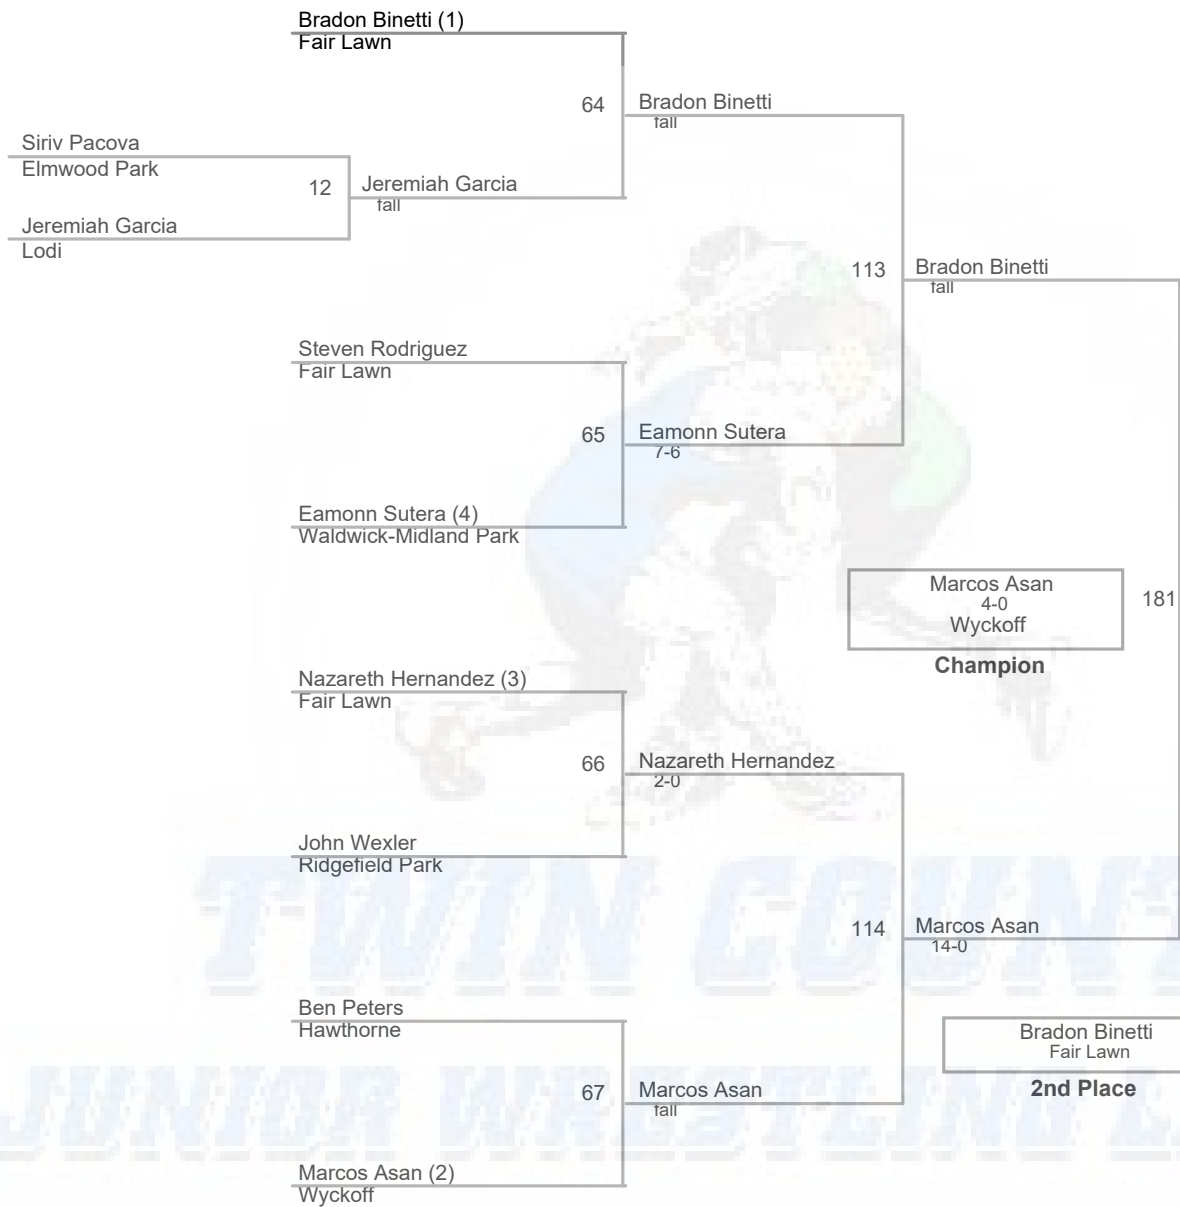 Bradon Binetti (1)
Fair Lawn
64
Bradon Binetti
fall
Siriv Pacova
Elmwood Park
12
Jeremiah Garcia
fall
Jeremiah Garcia
Lodi
113
Bradon Binetti
fall
Steven Rodriguez
Fair Lawn
65
Eamonn Sutera
7-6
Eamonn Sutera (4)
Waldwick-Midland Park
Marcos Asan
4-0
Wyckoff
181
Champion
Nazareth Hernandez (3)
Fair Lawn
66
Nazareth Hernandez
2-0
John Wexler
Ridgefield Park
114
Marcos Asan
14-0
TWIN COUN
Ben Peters
Hawthorne
Bradon Binetti
Fair Lawn
2nd Place
67
Marcos Asan
fall
JUNIOR WRESTLING
Marcos Asan (2)
Wyckoff